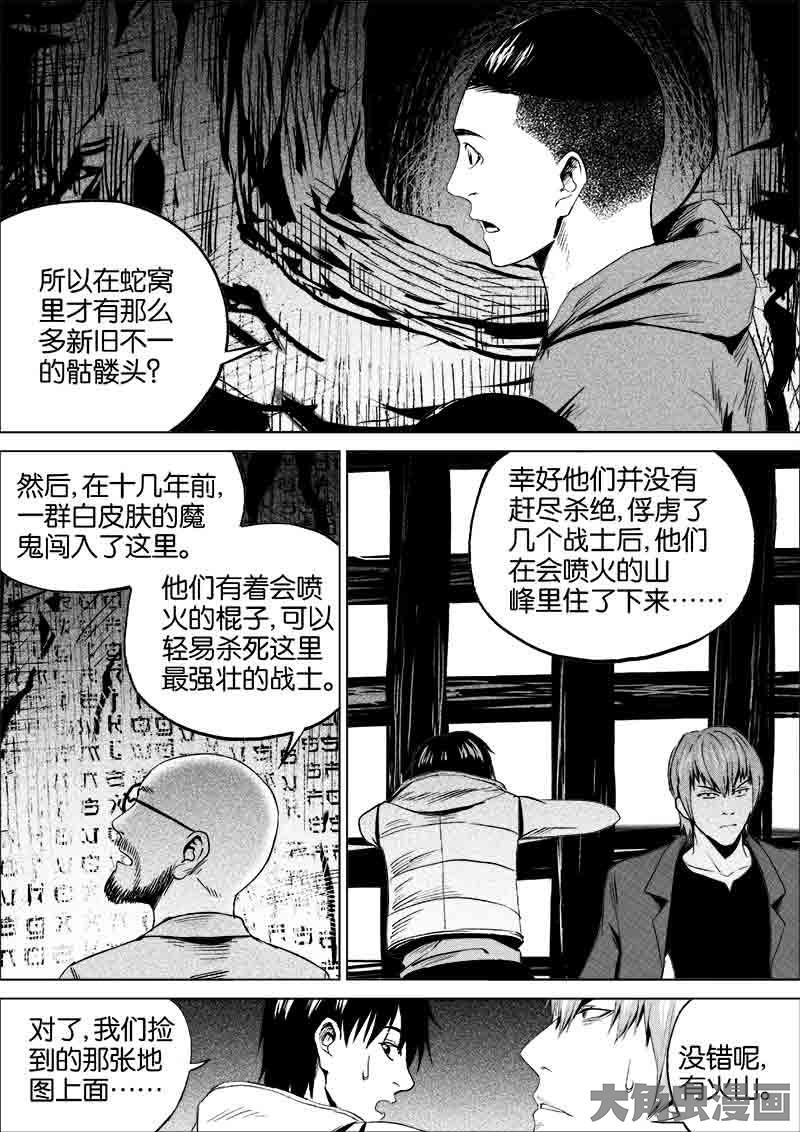 所以在蛇窝
里才有那么
多新旧不一
的骷髅头？
然后，在十几年前，
一群白皮肤的魔
鬼闯入了这里。
他们有着会喷
火的棍子，可以
轻易杀死这里
最强壮的战士。
幸好他们并没有
赶尽杀绝，俘虏了
几个战士后，他们
在会喷火的山
峰里住了下来……
对了，我们捡
到的那张地
图上面……
没错呢，
有火山。
大角虫漫画